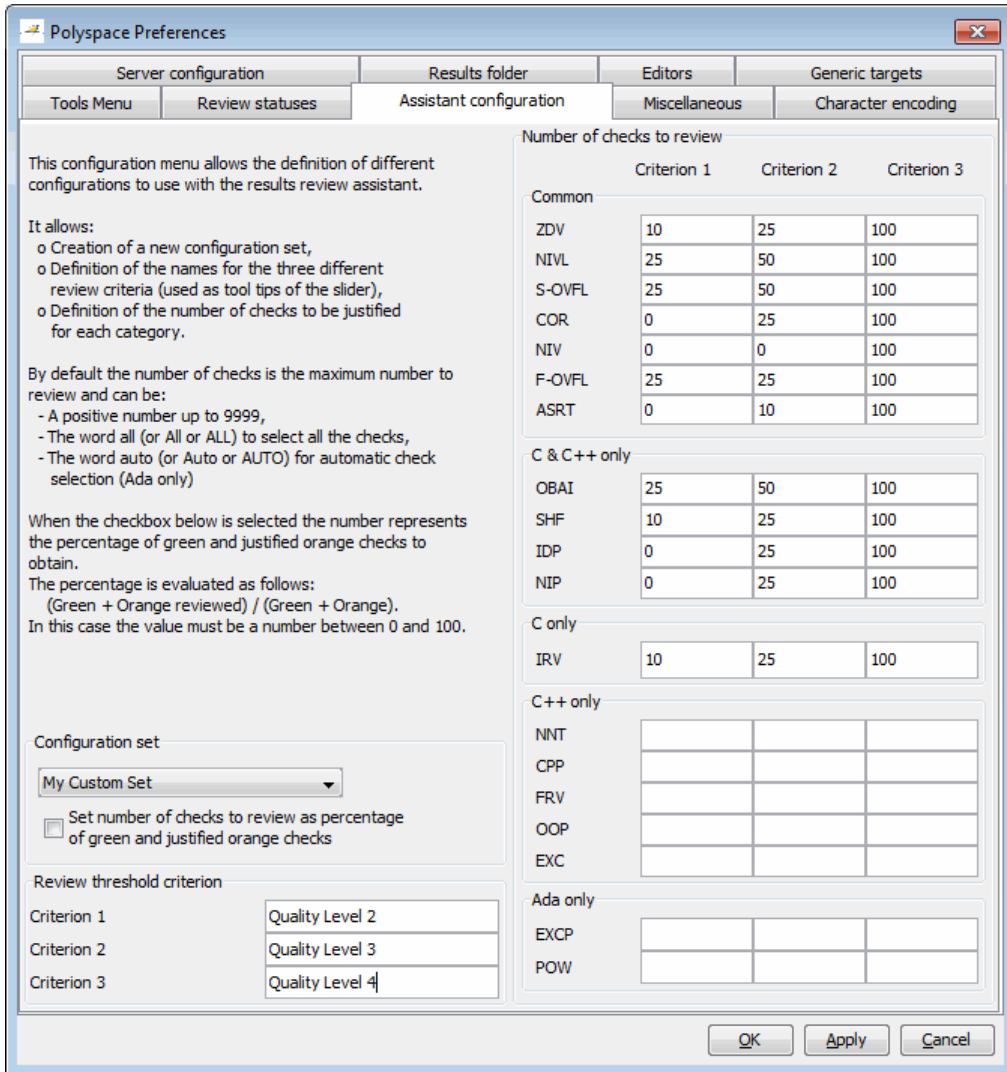 Polyspace Preferences
Server configuration Results folder Editors Generic targets
Tools Menu Review statuses Assistant configuration Miscellaneous Character encoding
This configuration menu allows the definition of different
configurations to use with the results review assistant.
It allows:
o Creation of a new configuration set,
o Definition of the names for the three different
review criteria (used as tool tips of the slider),
o Definition of the number of checks to be justified
for each category.
By default the number of checks is the maximum number to
review and can be:
- A positive number up to 9999,
- The word all (or All or ALL) to select all the checks,
- The word auto (or Auto or AUTO) for automatic check
selection (Ada only)
When the checkbox below is selected the number represents
the percentage of green and justified orange checks to
obtain.
The percentage is evaluated as follows:
(Green + Orange reviewed) / (Green + Orange).
In this case the value must be a number between 0 and 100.
Configuration set
My Custom Set
Set number of checks to review as percentage
of green and justified orange checks
Review threshold criterion
Criterion 1 Quality Level 2
Criterion 2 Quality Level 3
Criterion 3 Quality Level 4
Number of checks to review
Criterion 1 Criterion 2 Criterion 3
Common
ZDV 10 25 100
NIVL 25 50 100
S-OVFL 25 50 100
COR 0 25 100
NIV 0 0 100
F-OVFL 25 25 100
ASRT 0 10 100
C & C++ only
OBAI 25 50 100
SHF 10 25 100
IDP 0 25 100
NIP 0 25 100
C only
IRV 10 25 100
C++ only
NNT
CPP
FRV
OOP
EXC
Ada only
EXCP
POW
OK Apply Cancel